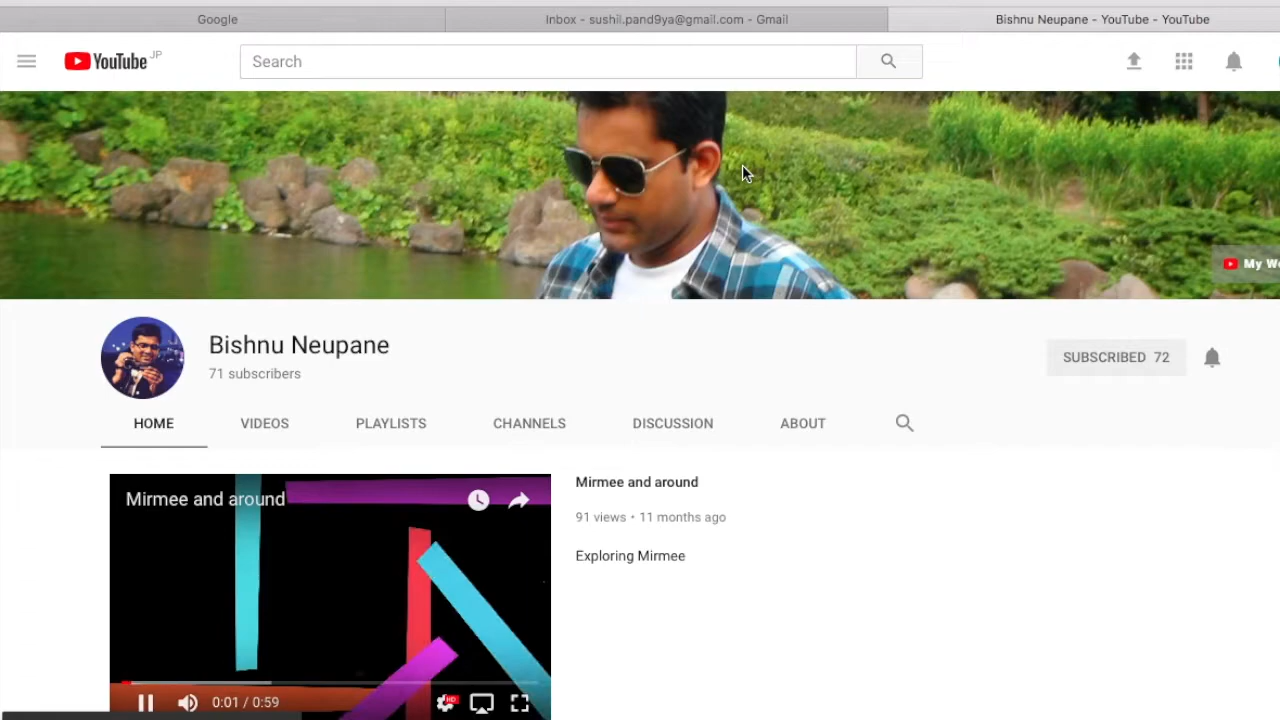 Google
Inbox - sushil.pand9ya@gmail.com - Gmail
Bishnu Neupane - YouTube - YouTube
YouTube JP
Search
My We
Bishnu Neupane
71 subscribers
SUBSCRIBED 72
HOME
VIDEOS
PLAYLISTS
CHANNELS
DISCUSSION
ABOUT
Mirmee and around
Mirmee and around
91 views • 11 months ago
Exploring Mirmee
0:01 / 0:59
HD